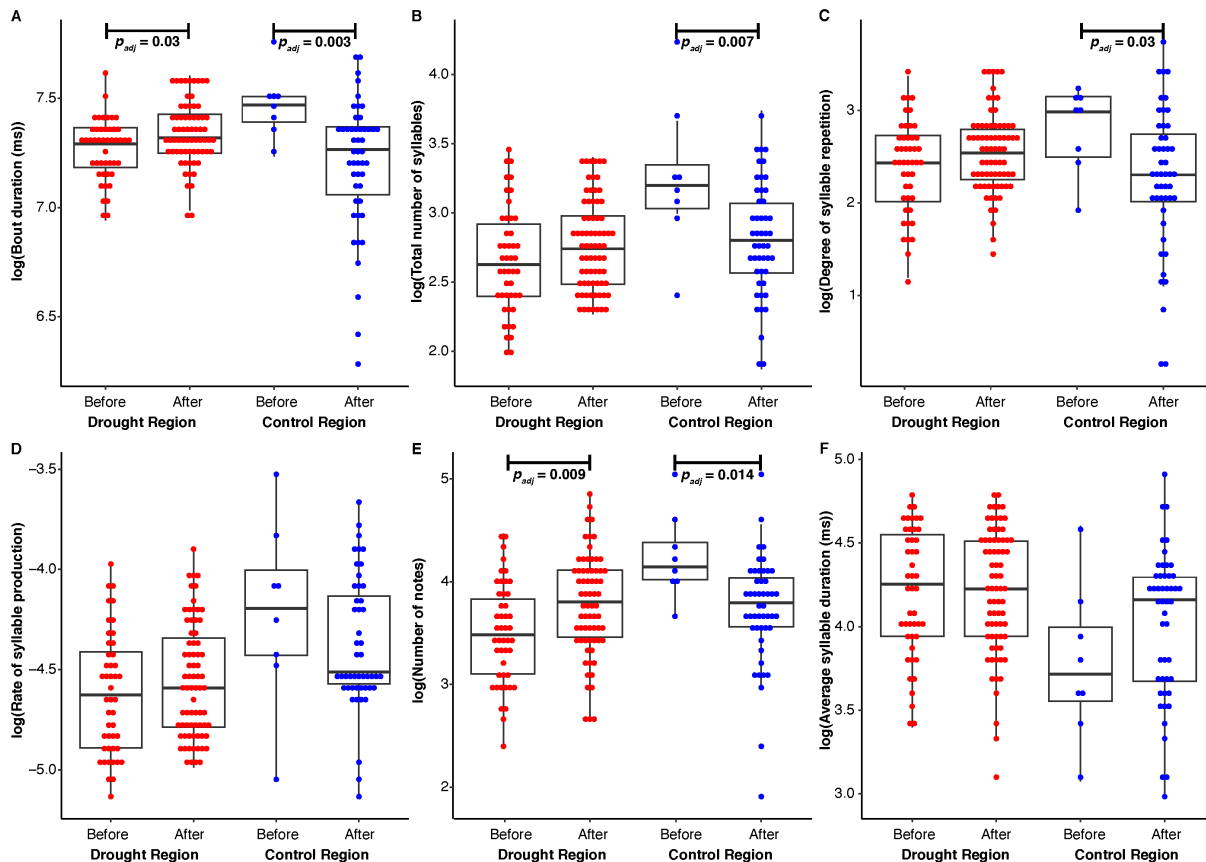 A
p_adj = 0.03
p_adj = 0.003
log(Bout duration (ms))
7.5
7.0
6.5
Before
After
Before
After
Drought Region
Control Region
B
p_adj = 0.007
log(Total number of syllables)
4.0
3.5
3.0
2.5
2.0
Before
After
Before
After
Drought Region
Control Region
C
p_adj = 0.03
log(Degree of syllable repetition)
3
2
1
Before
After
Before
After
Drought Region
Control Region
D
log(Rate of syllable production)
−3.5
−4.0
−4.5
−5.0
Before
After
Before
After
Drought Region
Control Region
E
p_adj = 0.009
p_adj = 0.014
log(Number of notes)
5
4
3
2
Before
After
Before
After
Drought Region
Control Region
F
log(Average syllable duration (ms))
5.0
4.5
4.0
3.5
3.0
Before
After
Before
After
Drought Region
Control Region